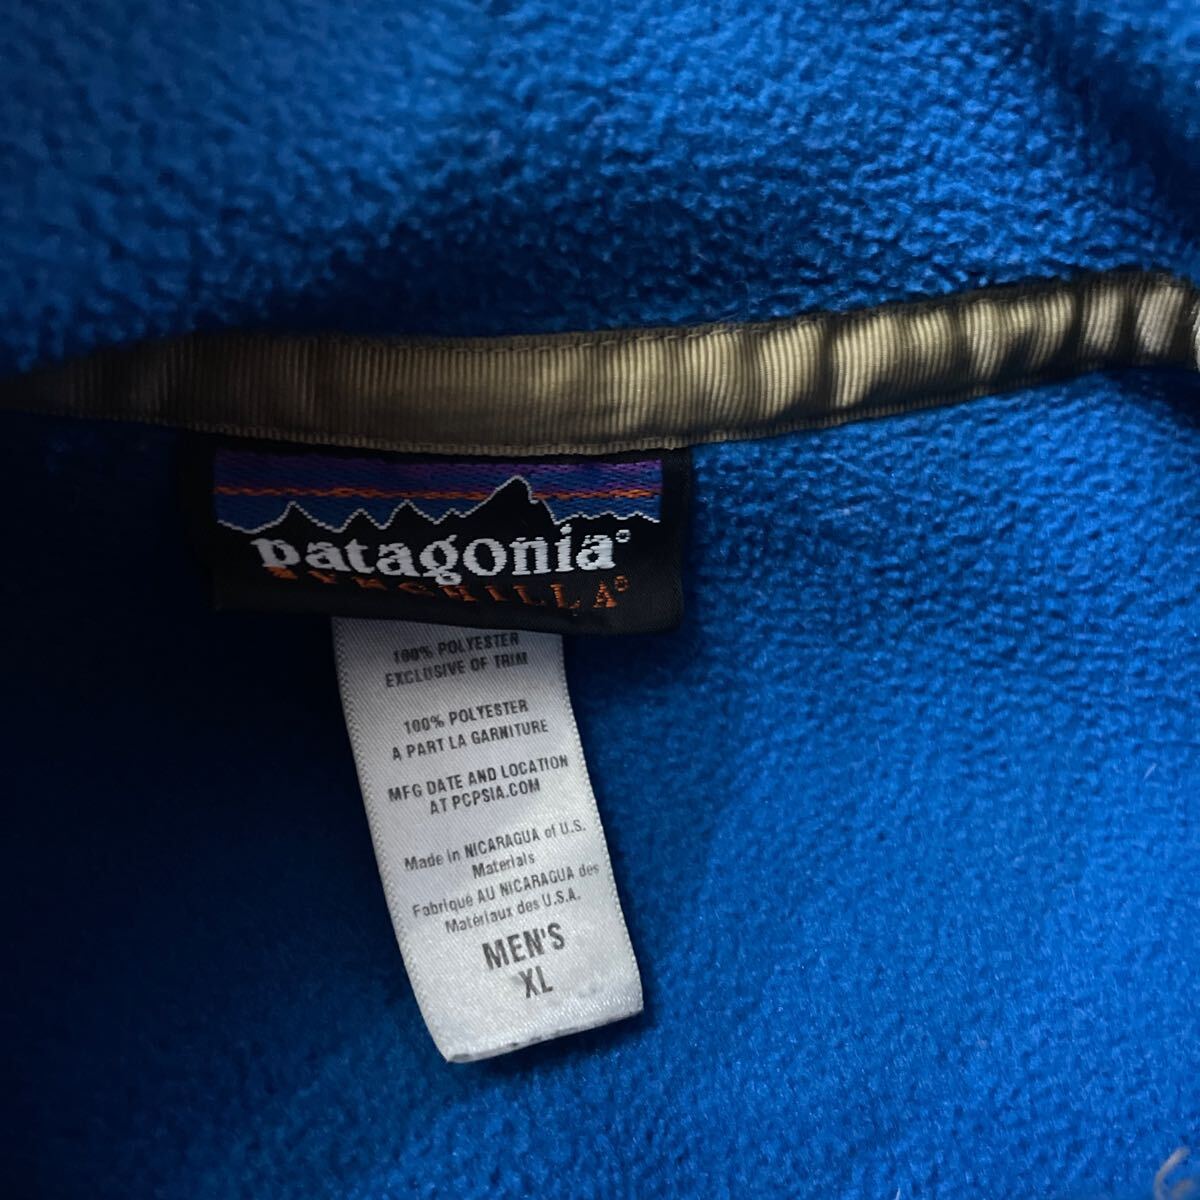 patagonia®
SYNCHILLA®
100% POLYESTER
EXCLUSIVE OF TRIM
100% POLYESTER
A PART LA GARNITURE
MFG DATE AND LOCATION
AT PCPSIA.COM
Made in NICARAGUA of U.S.
Materials
Fabriqué AU NICARAGUA des
Matériaux des U.S.A.
MEN'S
XL